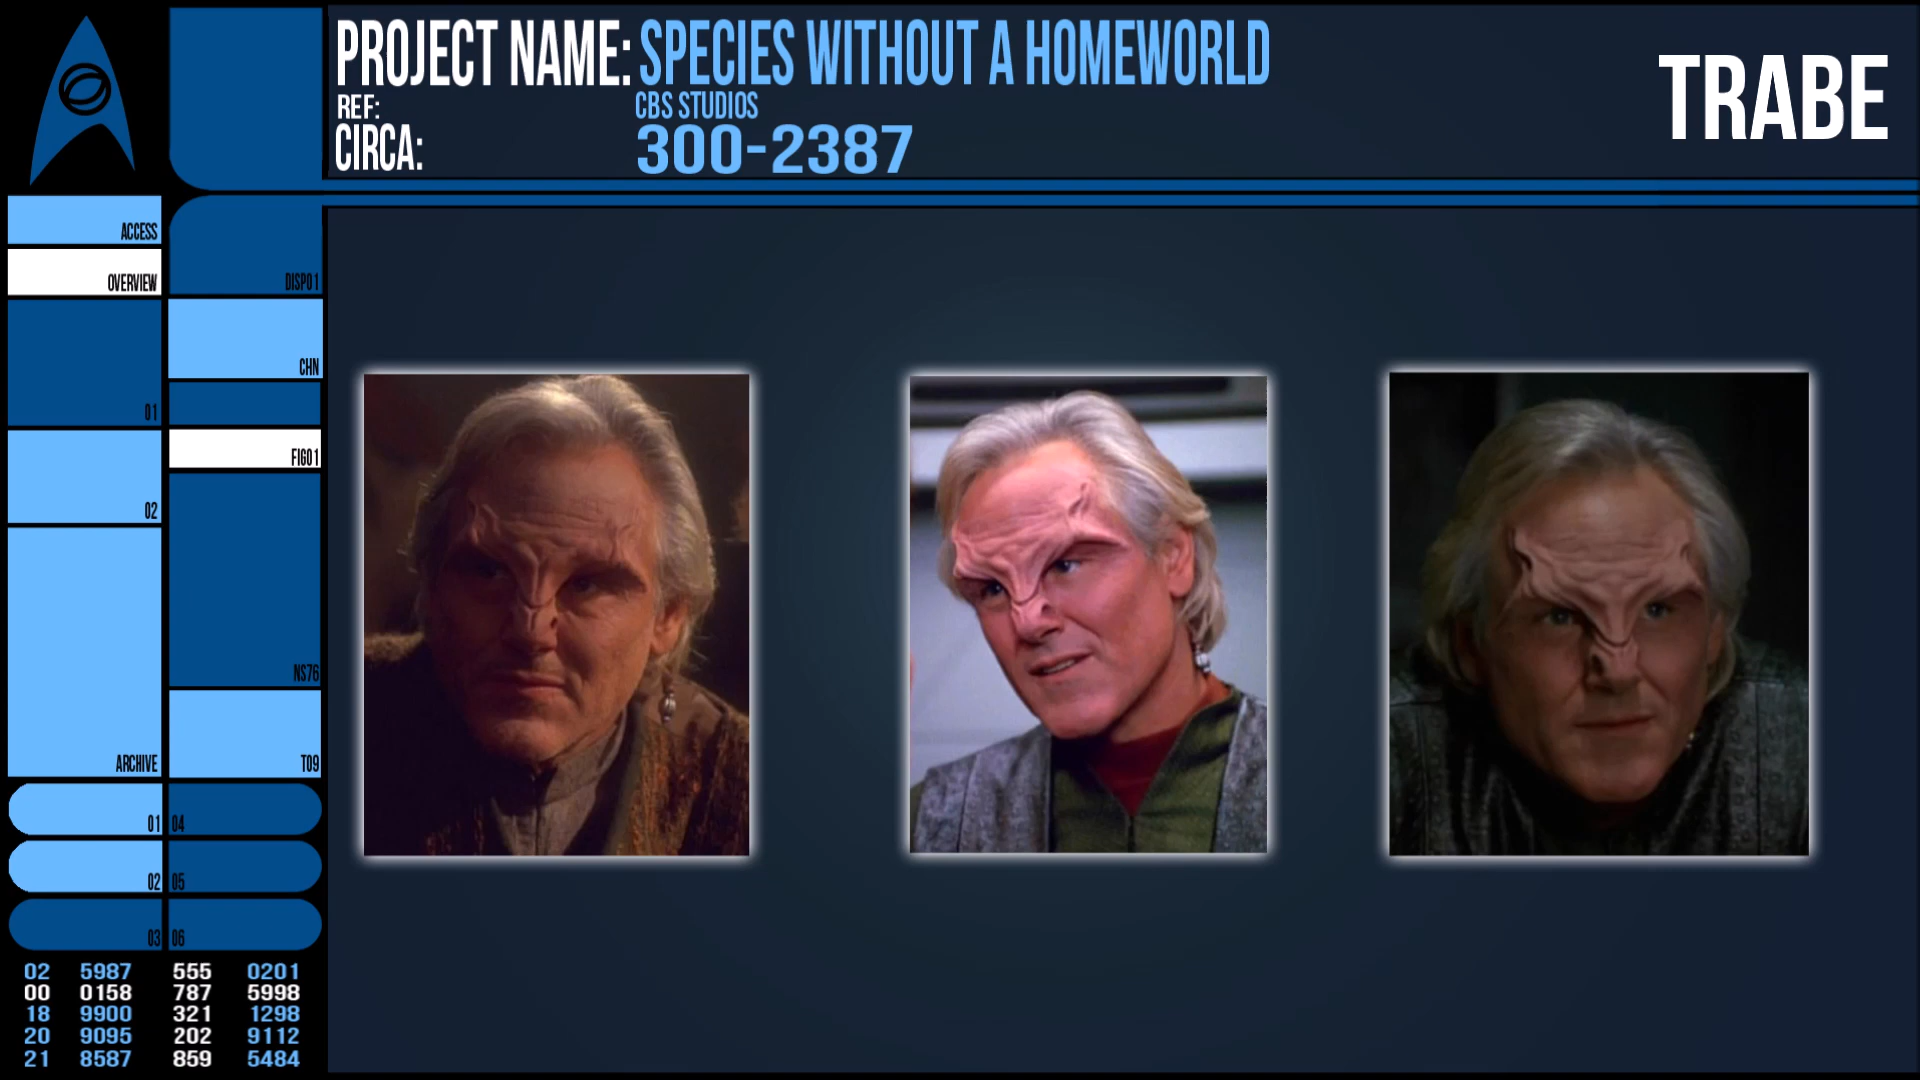 PROJECT NAME: SPECIES WITHOUT A HOMEWORLD
REF: CBS STUDIOS
CIRCA: 300-2387
TRABE
ACCESS
OVERVIEW
DISP01
CHN
01
FIG01
02
NS76
ARCHIVE
T09
01 04
02 05
03 06
02 5987 555 0201
00 0158 787 5998
18 9900 321 1298
20 9095 202 9112
21 8587 859 5484